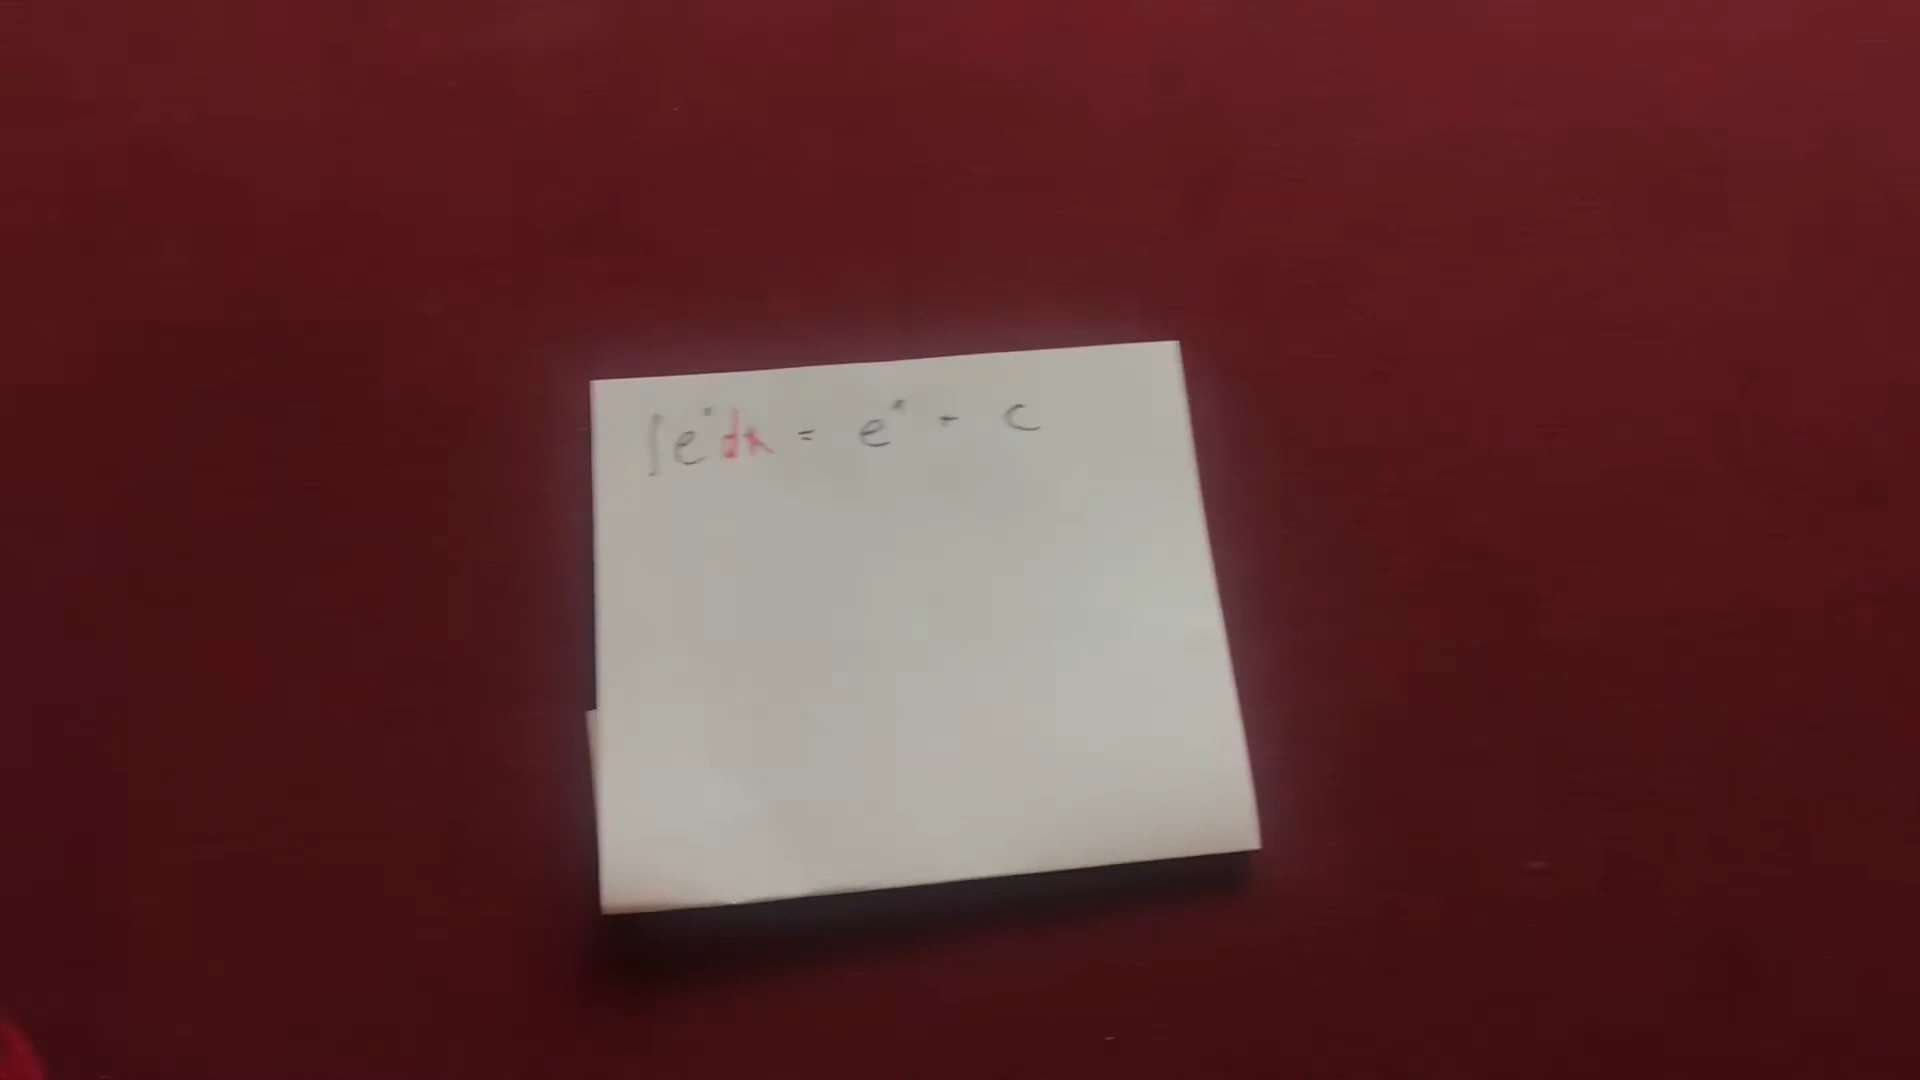 ∫eˣdx = eˣ + c